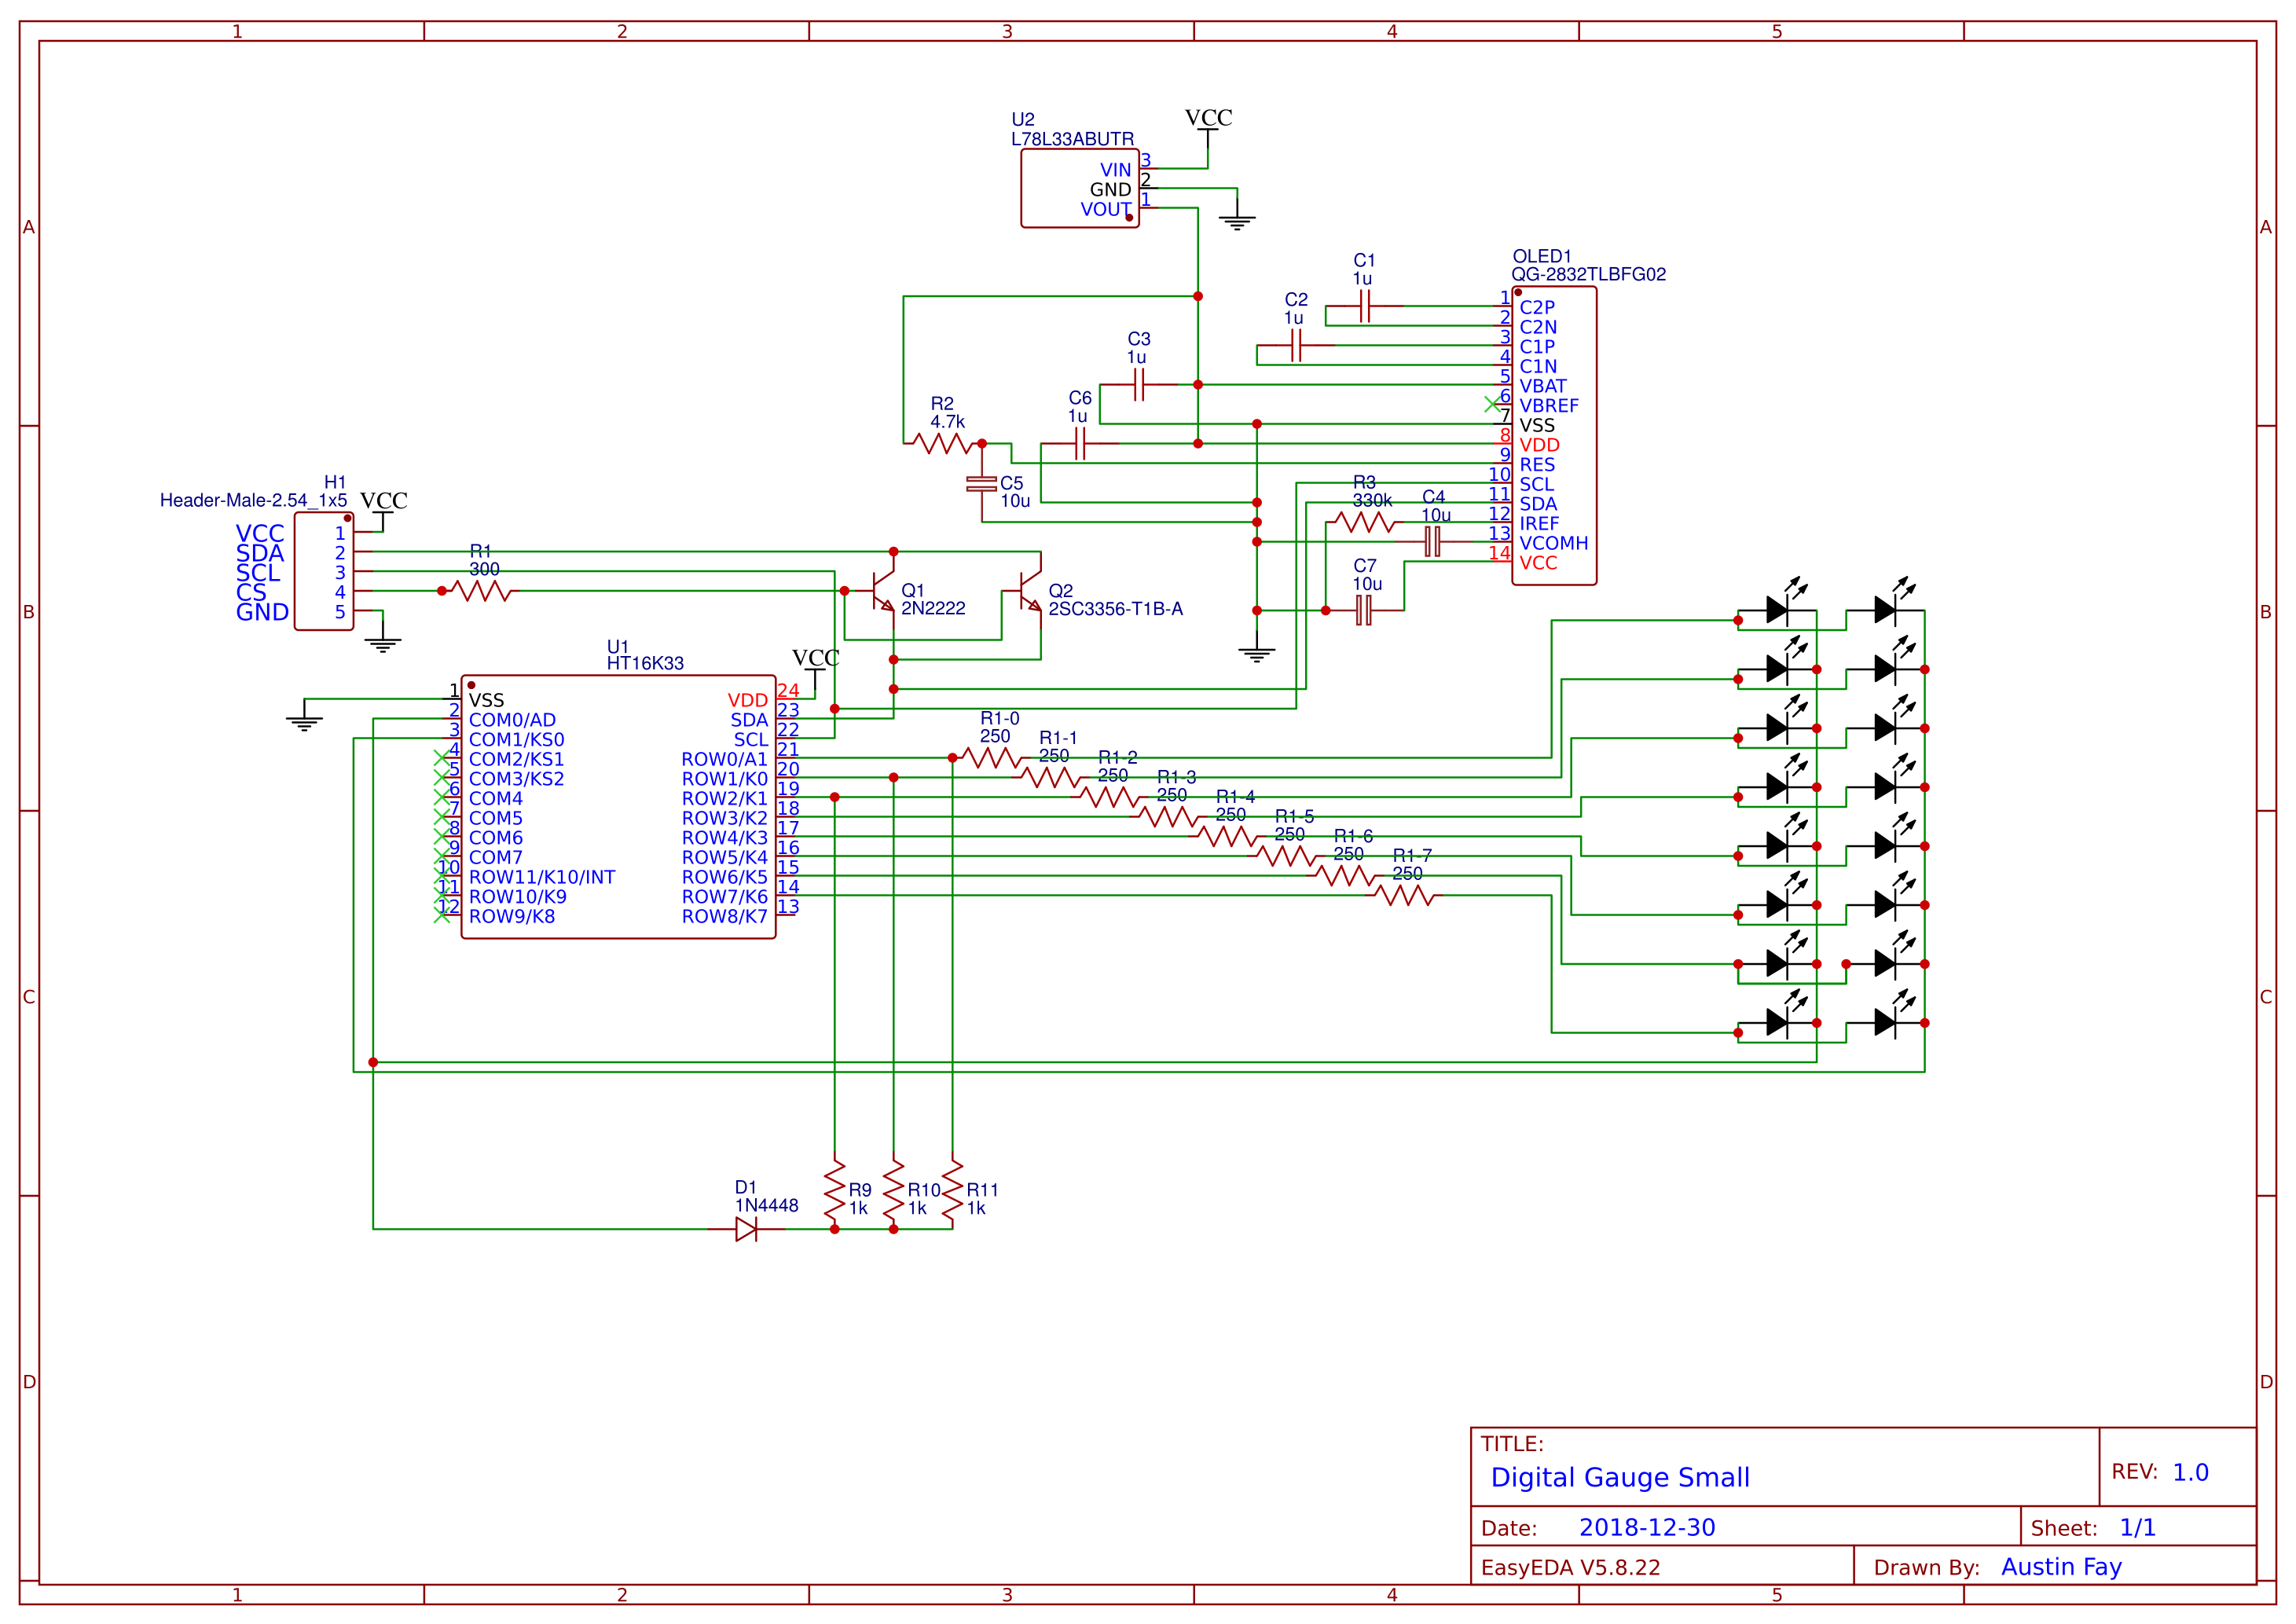 1 2 3 4 5
A A
B B
C C
D D
U2
L78L33ABUTR
VCC
VIN 3
GND 2
VOUT 1
OLED1
QG-2832TLBFG02
C1
1u
C2
1u
C3
1u
C6
1u
R2
4.7k
C5
10u
R3
330k
C4
10u
C7
10u
1 C2P
2 C2N
3 C1P
4 C1N
5 VBAT
6 VBREF
7 VSS
8 VDD
9 RES
10 SCL
11 SDA
12 IREF
13 VCOMH
14 VCC
H1
Header-Male-2.54_1x5
VCC
VCC 1
SDA 2
SCL 3
CS 4
GND 5
R1
300
Q1
2N2222
Q2
2SC3356-T1B-A
U1
HT16K33
VCC
1 VSS VDD 24
2 COM0/AD SDA 23
3 COM1/KS0 SCL 22
4 COM2/KS1 ROW0/A1 21
5 COM3/KS2 ROW1/K0 20
6 COM4 ROW2/K1 19
7 COM5 ROW3/K2 18
8 COM6 ROW4/K3 17
9 COM7 ROW5/K4 16
10 ROW11/K10/INT ROW6/K5 15
11 ROW10/K9 ROW7/K6 14
12 ROW9/K8 ROW8/K7 13
R1-0
250
R1-1
250
R1-2
250
R1-3
250
R1-4
250
R1-5
250
R1-6
250
R1-7
250
D1
1N4448
R9
1k
R10
1k
R11
1k
TITLE:
Digital Gauge Small
REV: 1.0
Date: 2018-12-30
Sheet: 1/1
EasyEDA V5.8.22
Drawn By: Austin Fay
1 2 3 4 5